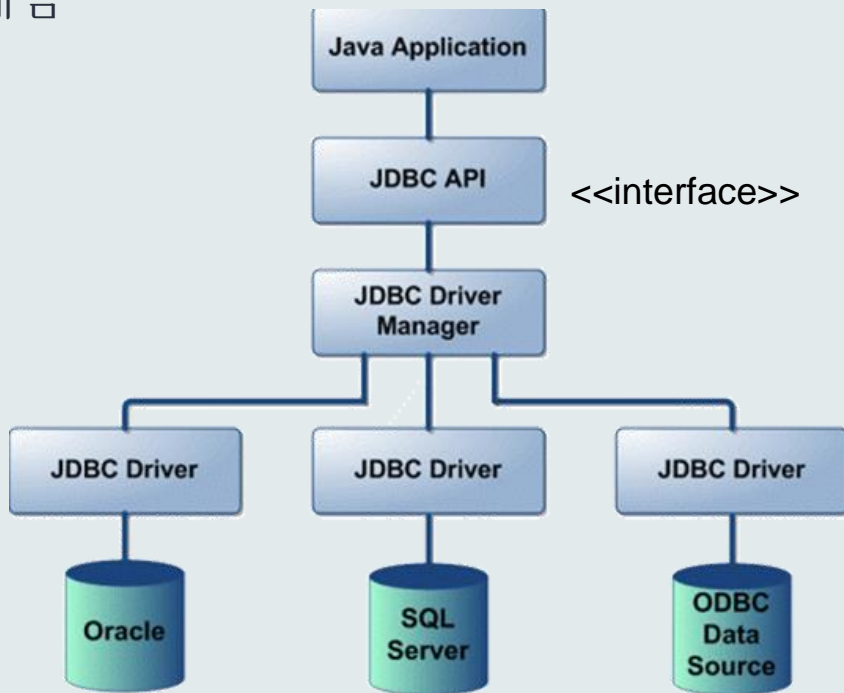 Java Application
JDBC API
<<interface>>
JDBC Driver
Manager
JDBC Driver
JDBC Driver
JDBC Driver
Oracle
SQL
Server
ODBC
Data
Source